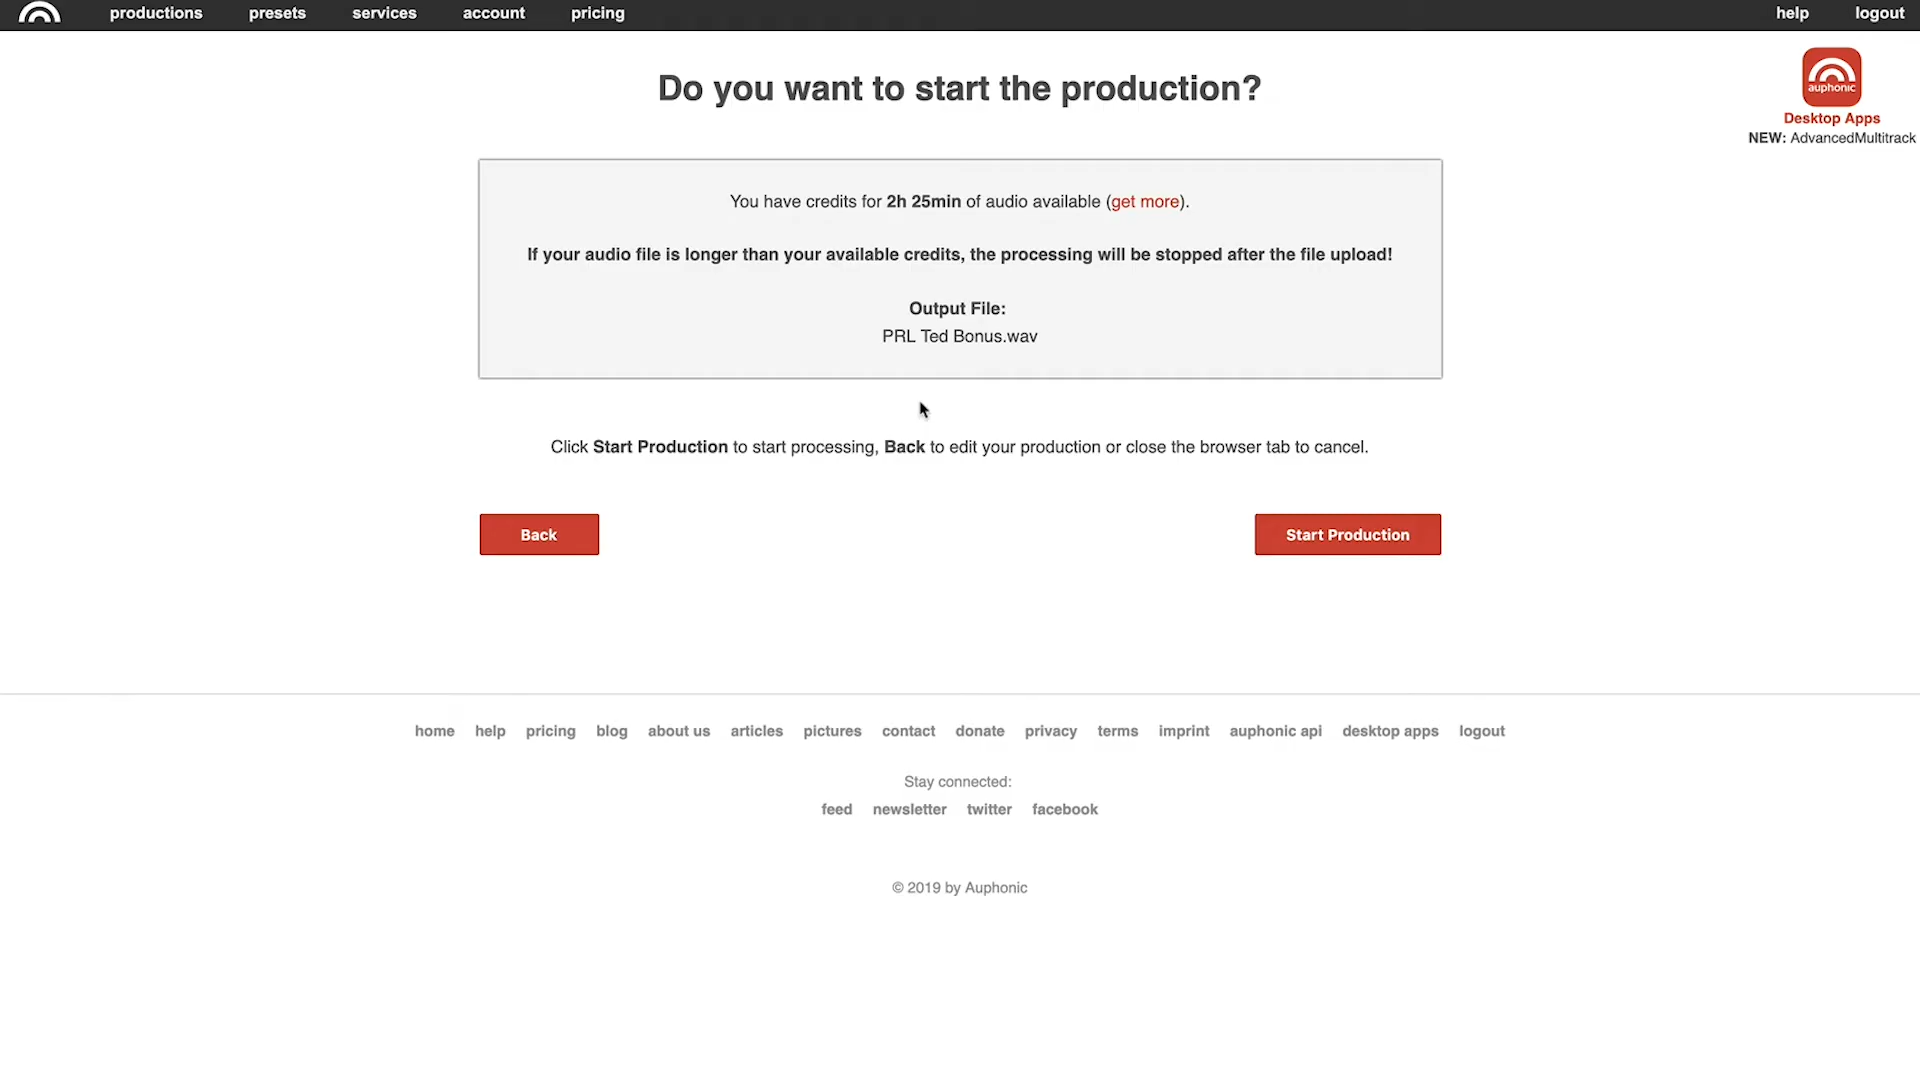 productions presets services account pricing help logout
auphonic
Desktop Apps
NEW: AdvancedMultitrack
Do you want to start the production?
You have credits for 2h 25min of audio available (get more).
If your audio file is longer than your available credits, the processing will be stopped after the file upload!
Output File:
PRL Ted Bonus.wav
Click Start Production to start processing, Back to edit your production or close the browser tab to cancel.
Back Start Production
home help pricing blog about us articles pictures contact donate privacy terms imprint auphonic api desktop apps logout
Stay connected:
feed newsletter twitter facebook
© 2019 by Auphonic